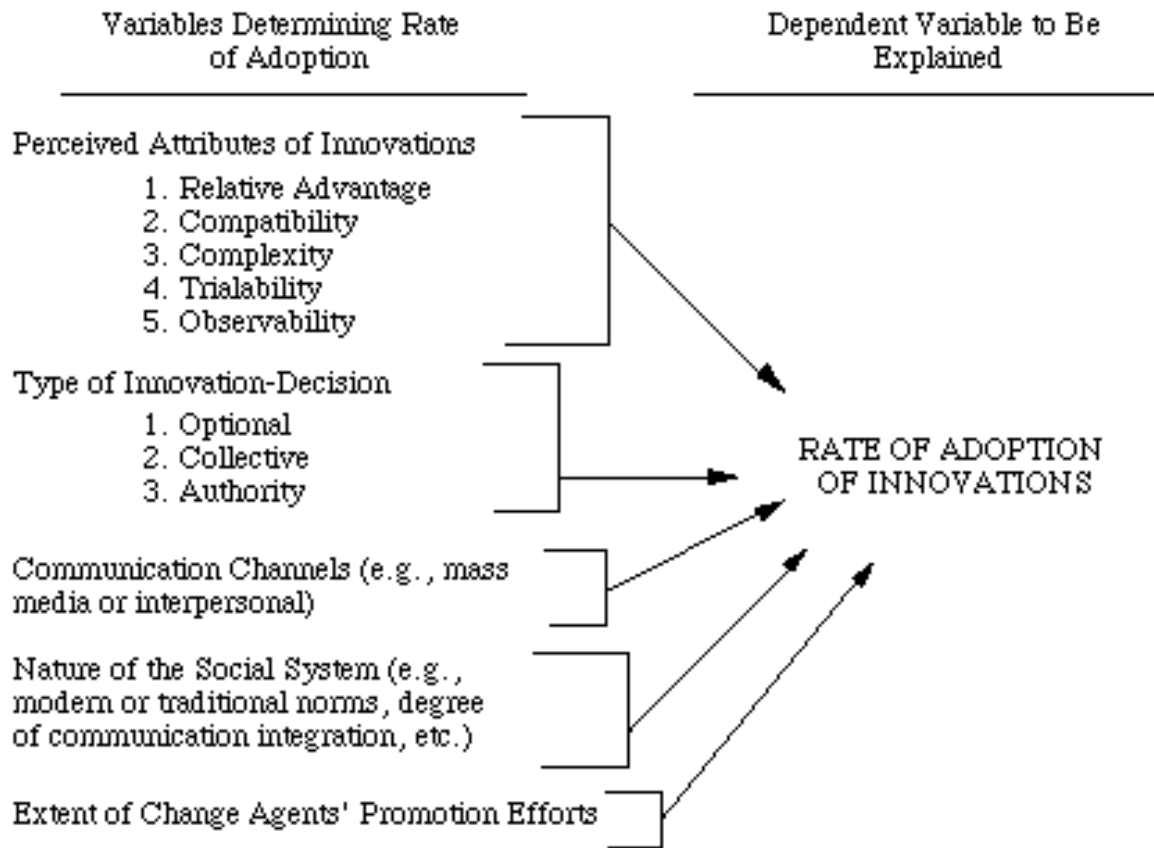 Variables Determining Rate
of Adoption
Dependent Variable to Be
Explained
Perceived Attributes of Innovations
1. Relative Advantage
2. Compatibility
3. Complexity
4. Trialability
5. Observability
Type of Innovation-Decision
1. Optional
2. Collective
3. Authority
RATE OF ADOPTION
OF INNOVATIONS
Communication Channels (e.g., mass
media or interpersonal)
Nature of the Social System (e.g.,
modern or traditional norms, degree
of communication integration, etc.)
Extent of Change Agents' Promotion Efforts